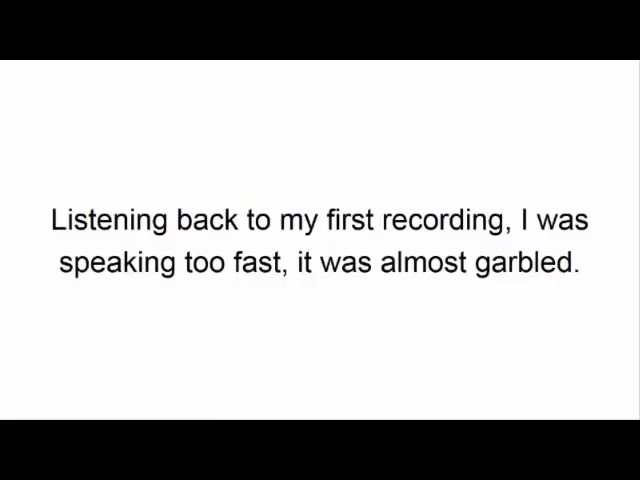 Listening back to my first recording, I was
speaking too fast, it was almost garbled.